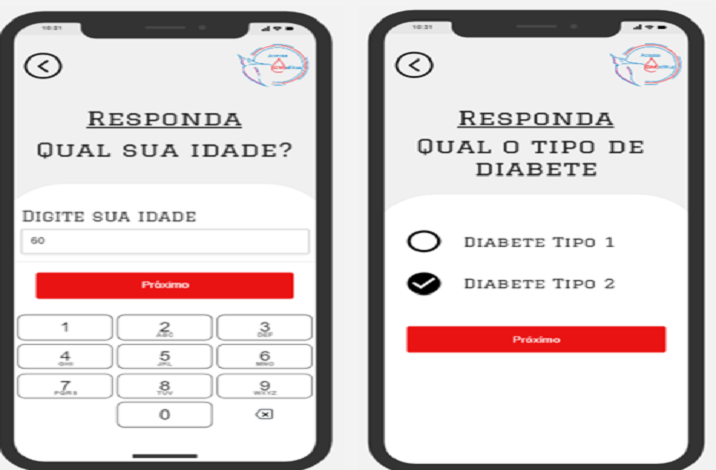 10:31
RESPONDA
QUAL SUA IDADE?
DIGITE SUA IDADE
60
Próximo
1
2
ABC
3
DEF
4
GHI
5
JKL
6
MNO
7
PQRS
8
TUV
9
WXYZ
0
10:31
RESPONDA
QUAL O TIPO DE
DIABETE
DIABETE TIPO 1
DIABETE TIPO 2
Próximo